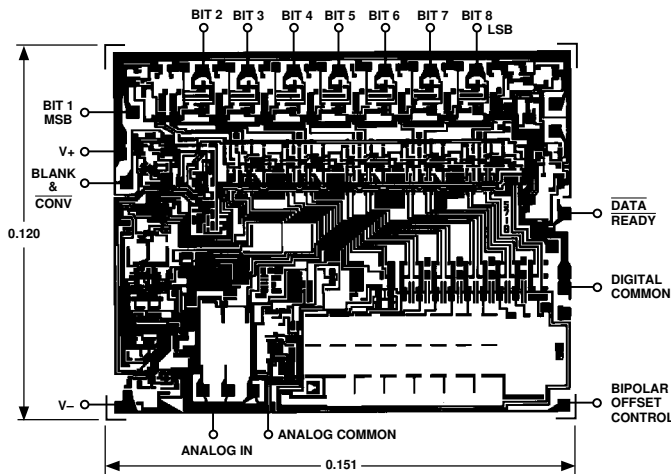 BIT 2 BIT 3 BIT 4 BIT 5 BIT 6 BIT 7 BIT 8
LSB
BIT 1
MSB
V+
BLANK
&
CONV
DATA
READY
0.120
DIGITAL
COMMON
V–
BIPOLAR
OFFSET
CONTROL
ANALOG IN
ANALOG COMMON
0.151